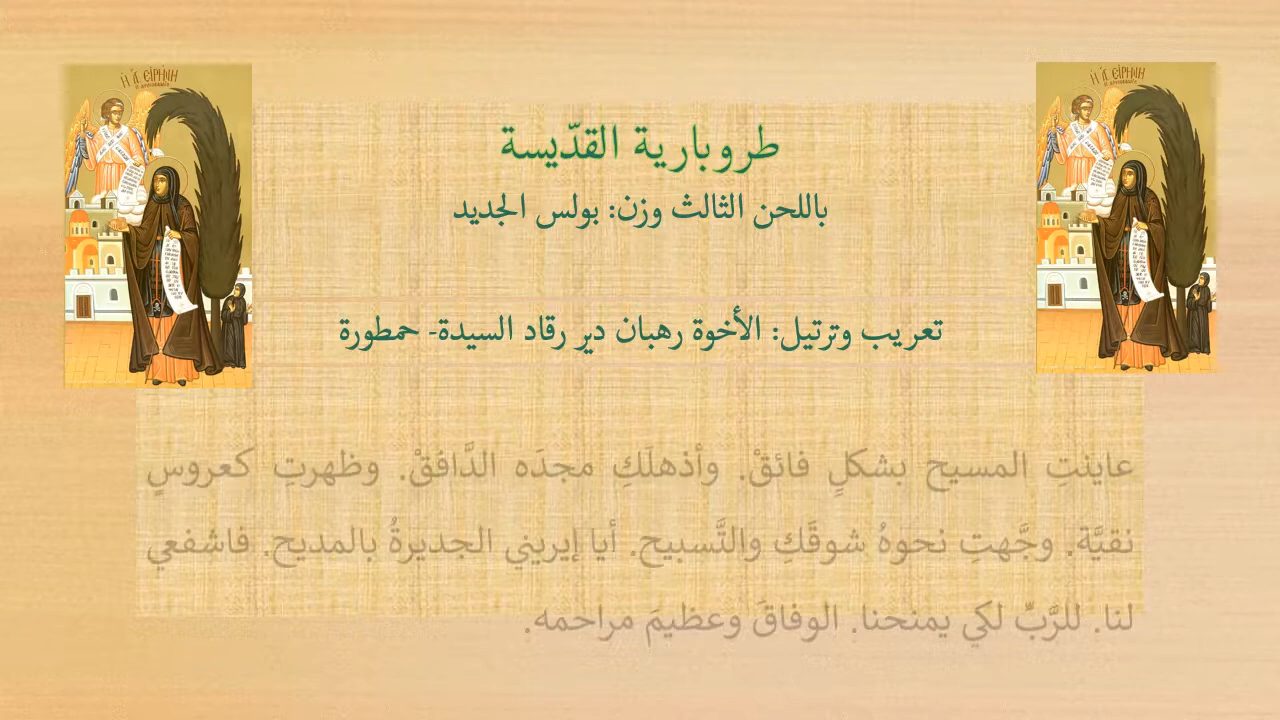 طروبارية القدّيسة
باللحن الثالث وزن: بولس الجديد
تعريب وترتيل: الأخوة رهبان دير رقاد السيدة- حمطورة
عاينتِ المسيح بشكلٍ فائقْ. وأذهلَكِ مجدَه الدَّافقْ. وظهرتِ كعروسٍ
نقيَّة. وجَّهتِ نحوهُ شوقَكِ والتَّسبيح. أيا إيريني الجديرةُ بالمديح. فاشفعي
لنا. للرَّبِّ لكي يمنحنا. الوفاقَ وعظيمَ مراحمه.
Ἡ Ἁ ΕΙΡΗΝΗ
Ἡ Ἁ ΕΙΡΗΝΗ